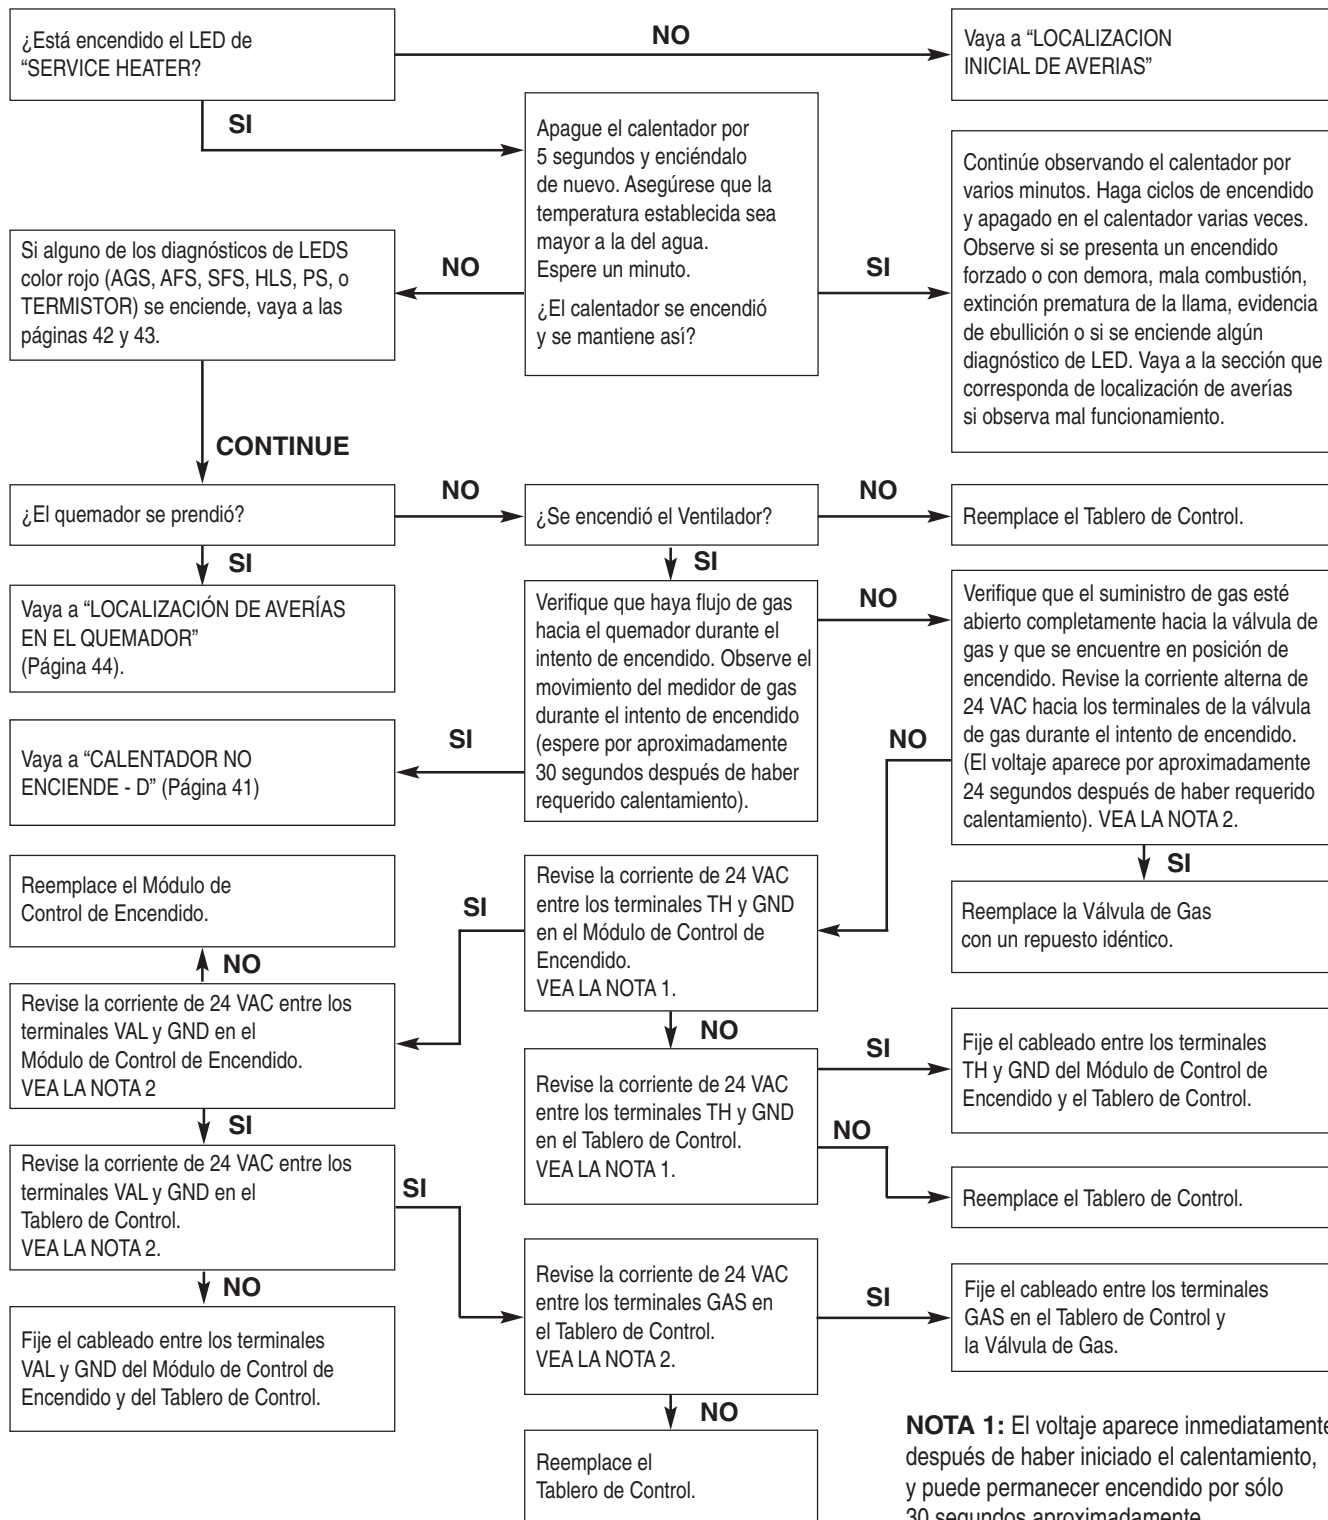 ¿Está encendido el LED de
“SERVICE HEATER?
NO
Vaya a “LOCALIZACION
INICIAL DE AVERIAS”
SI
Apague el calentador por
5 segundos y enciéndalo
de nuevo. Asegúrese que la
temperatura establecida sea
mayor a la del agua.
Espere un minuto.
¿El calentador se encendió
y se mantiene así?
NO
SI
Si alguno de los diagnósticos de LEDS
color rojo (AGS, AFS, SFS, HLS, PS, o
TERMISTOR) se enciende, vaya a las
páginas 42 y 43.
Continúe observando el calentador por
varios minutos. Haga ciclos de encendido
y apagado en el calentador varias veces.
Observe si se presenta un encendido
forzado o con demora, mala combustión,
extinción prematura de la llama, evidencia
de ebullición o si se enciende algún
diagnóstico de LED. Vaya a la sección que
corresponda de localización de averías
si observa mal funcionamiento.
CONTINUE
¿El quemador se prendió?
NO
¿Se encendió el Ventilador?
NO
Reemplace el Tablero de Control.
SI
SI
Vaya a “LOCALIZACIÓN DE AVERÍAS
EN EL QUEMADOR”
(Página 44).
Verifique que haya flujo de gas
hacia el quemador durante el
intento de encendido. Observe el
movimiento del medidor de gas
durante el intento de encendido
(espere por aproximadamente
30 segundos después de haber
requerido calentamiento).
NO
Verifique que el suministro de gas esté
abierto completamente hacia la válvula de
gas y que se encuentre en posición de
encendido. Revise la corriente alterna de
24 VAC hacia los terminales de la válvula
de gas durante el intento de encendido.
(El voltaje aparece por aproximadamente
24 segundos después de haber requerido
calentamiento). VEA LA NOTA 2.
SI
Vaya a “CALENTADOR NO
ENCIENDE - D” (Página 41)
NO
SI
Reemplace la Válvula de Gas
con un repuesto idéntico.
Revise la corriente de 24 VAC
entre los terminales TH y GND
en el Módulo de Control de
Encendido.
VEA LA NOTA 1.
SI
Reemplace el Módulo de
Control de Encendido.
NO
Revise la corriente de 24 VAC entre los
terminales VAL y GND en el
Módulo de Control de Encendido.
VEA LA NOTA 2
NO
Revise la corriente de 24 VAC
entre los terminales TH y GND
en el Tablero de Control.
VEA LA NOTA 1.
SI
Fije el cableado entre los terminales
TH y GND del Módulo de Control de
Encendido y el Tablero de Control.
NO
Reemplace el Tablero de Control.
SI
Revise la corriente de 24 VAC entre los
terminales VAL y GND en el
Tablero de Control.
VEA LA NOTA 2.
SI
NO
Fije el cableado entre los terminales
VAL y GND del Módulo de Control de
Encendido y del Tablero de Control.
Revise la corriente de 24 VAC
entre los terminales GAS en
el Tablero de Control.
VEA LA NOTA 2.
SI
Fije el cableado entre los terminales
GAS en el Tablero de Control y
la Válvula de Gas.
NO
Reemplace el
Tablero de Control.
NOTA 1: El voltaje aparece inmediatamente
después de haber iniciado el calentamiento,
y puede permanecer encendido por sólo
30 segundos aproximadamente